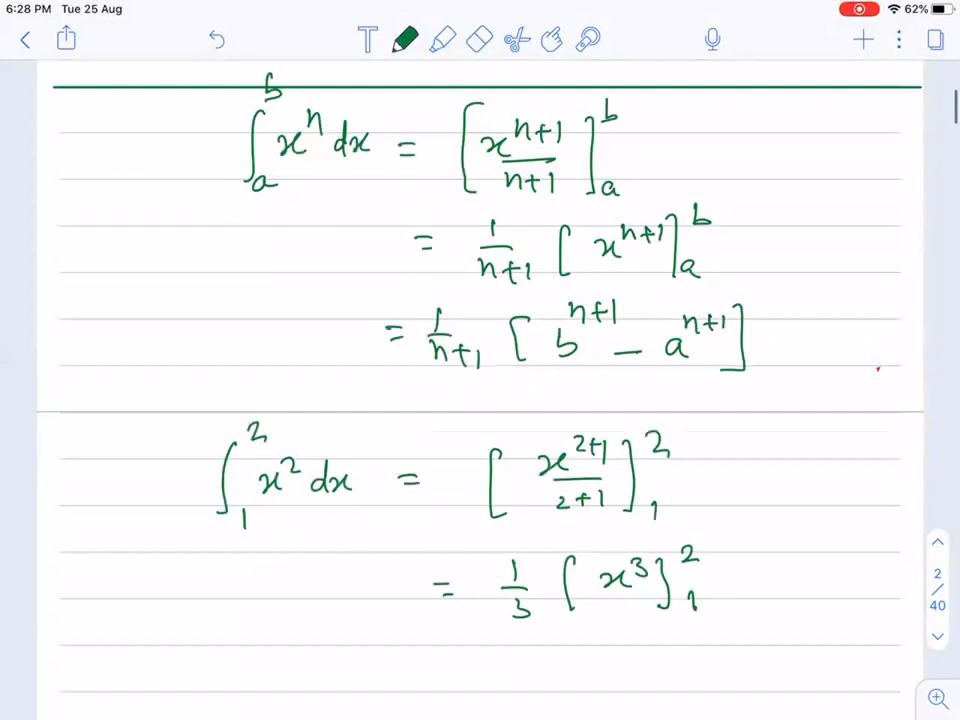 6:28 PM Tue 25 Aug 62%
∫_a^b x^n dx = [x^{n+1}/n+1]_a^b
= 1/n+1 [x^{n+1}]_a^b
= 1/n+1 [b^{n+1} - a^{n+1}]
∫_1^2 x^2 dx = [x^{2+1}/2+1]_1^2
= 1/3 [x^3]_1^2
2
/
40